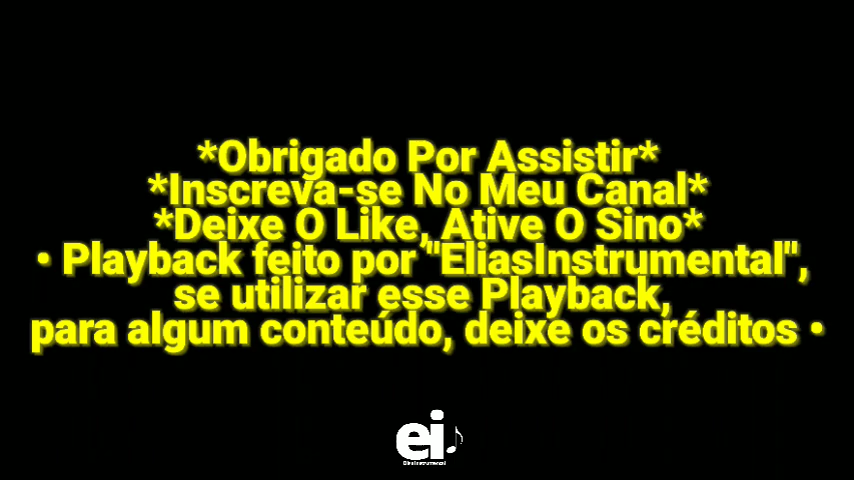 *Obrigado Por Assistir*
*Inscreva-se No Meu Canal*
*Deixe O Like, Ative O Sino*
• Playback feito por "EliasInstrumental",
se utilizar esse Playback,
para algum conteúdo, deixe os créditos •
ei
EliasInstrumental